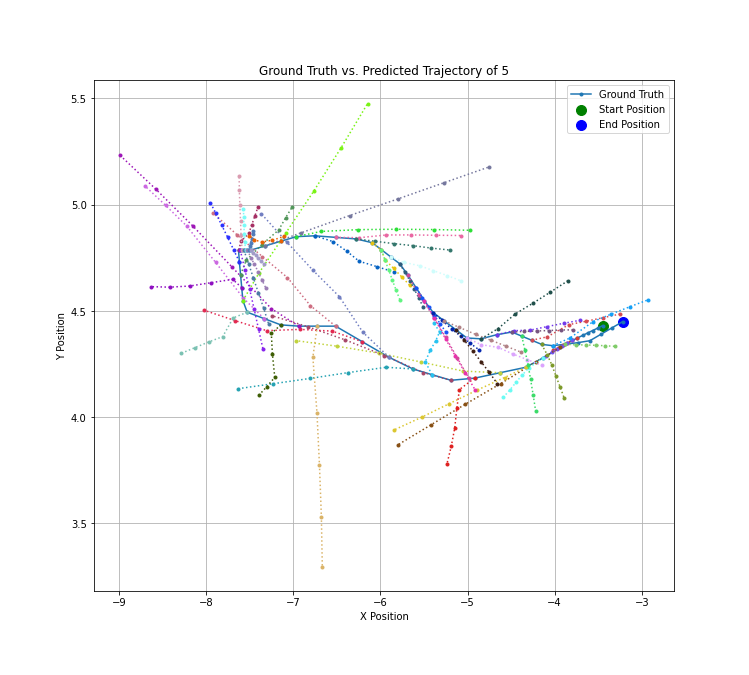 Ground Truth vs. Predicted Trajectory of 5
Ground Truth
Start Position
End Position
5.5
5.0
4.5
4.0
3.5
Y Position
−9 −8 −7 −6 −5 −4 −3
X Position